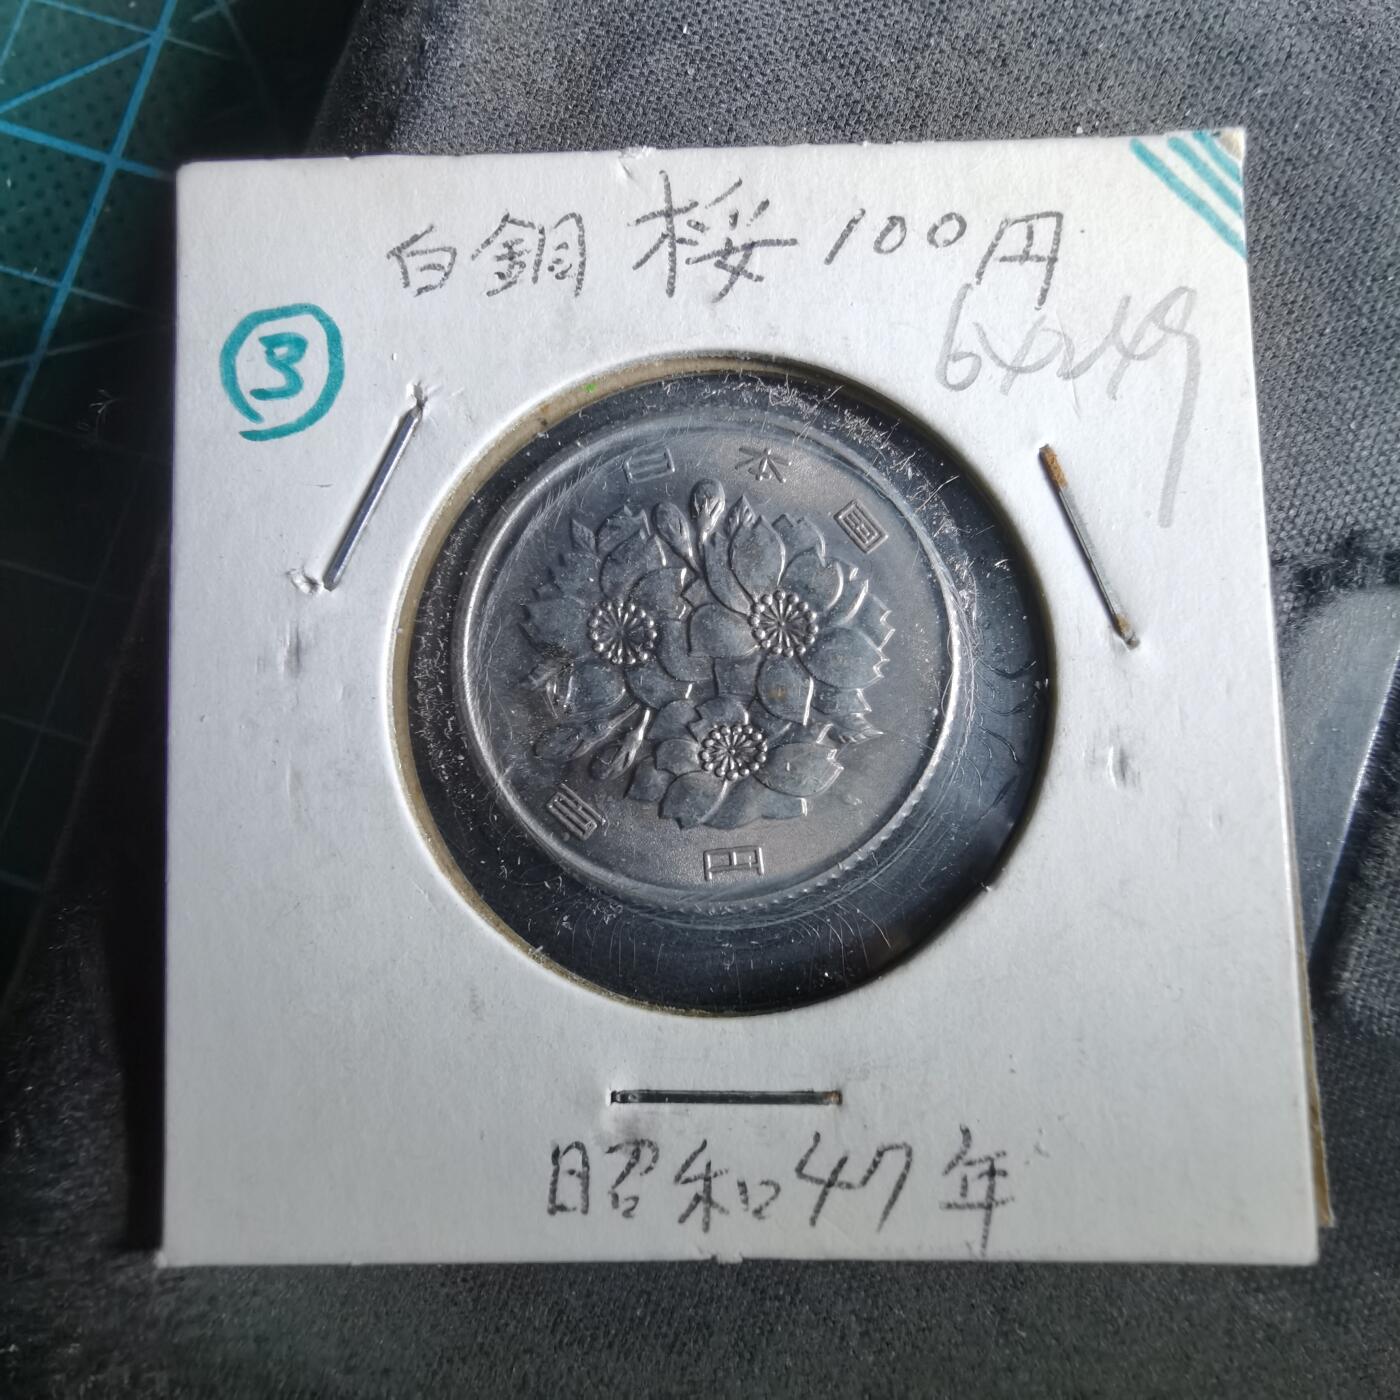 白銅 桜 100円
③
日本国
百円
昭和47年